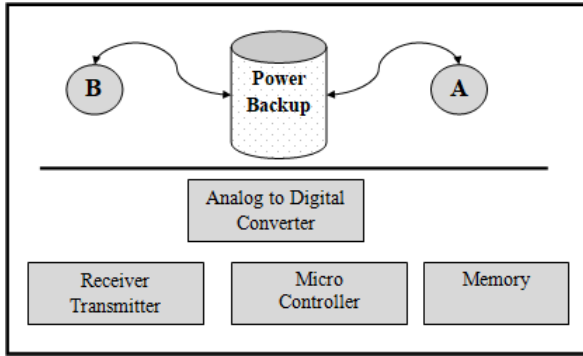 B
Power
Backup
A
Analog to Digital
Converter
Receiver
Transmitter
Micro
Controller
Memory